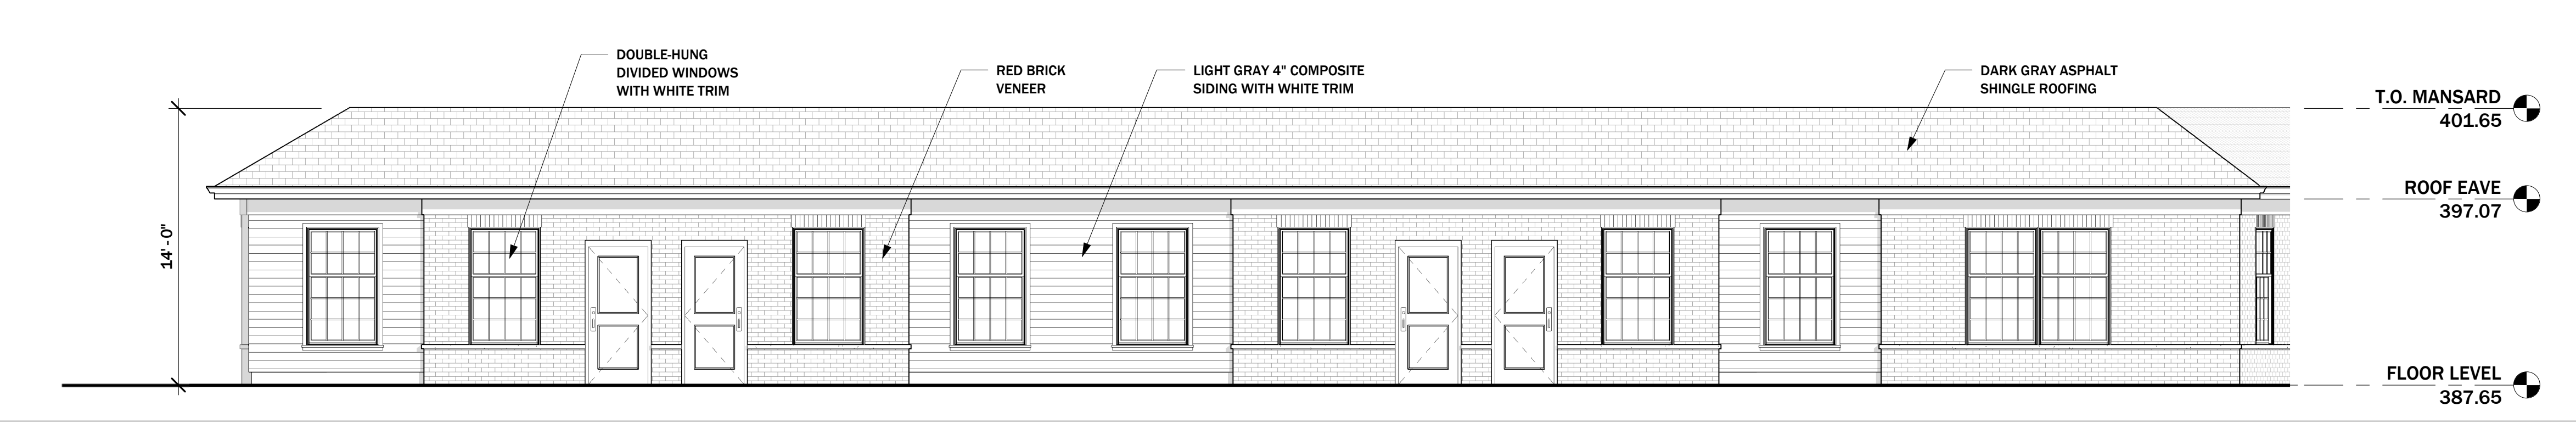 DOUBLE-HUNG
DIVIDED WINDOWS
WITH WHITE TRIM
RED BRICK
VENEER
LIGHT GRAY 4" COMPOSITE
SIDING WITH WHITE TRIM
DARK GRAY ASPHALT
SHINGLE ROOFING
T.O. MANSARD
401.65
ROOF EAVE
397.07
14'-0"
FLOOR LEVEL
387.65